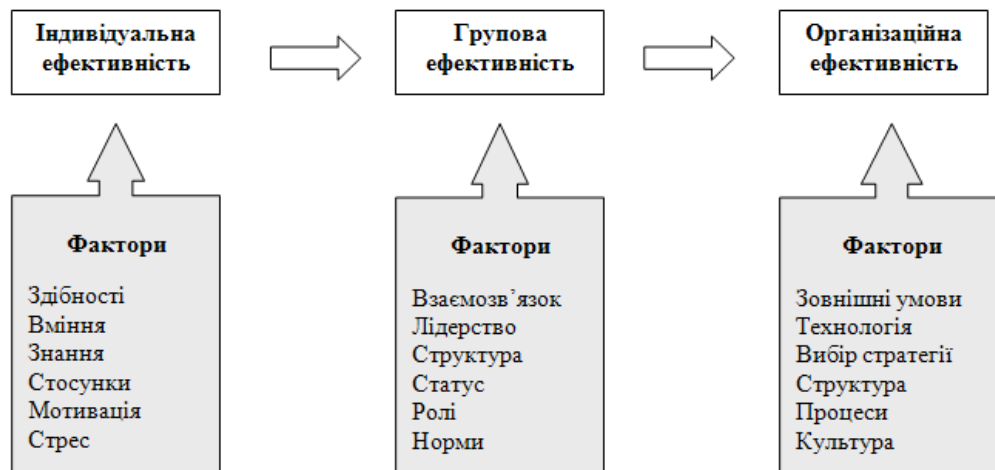 Індивідуальна
ефективність
Групова
ефективність
Організаційна
ефективність
Фактори
Здібності
Вміння
Знання
Стосунки
Мотивація
Стрес
Фактори
Взаємозв’язок
Лідерство
Структура
Статус
Ролі
Норми
Фактори
Зовнішні умови
Технологія
Вибір стратегії
Структура
Процеси
Культура